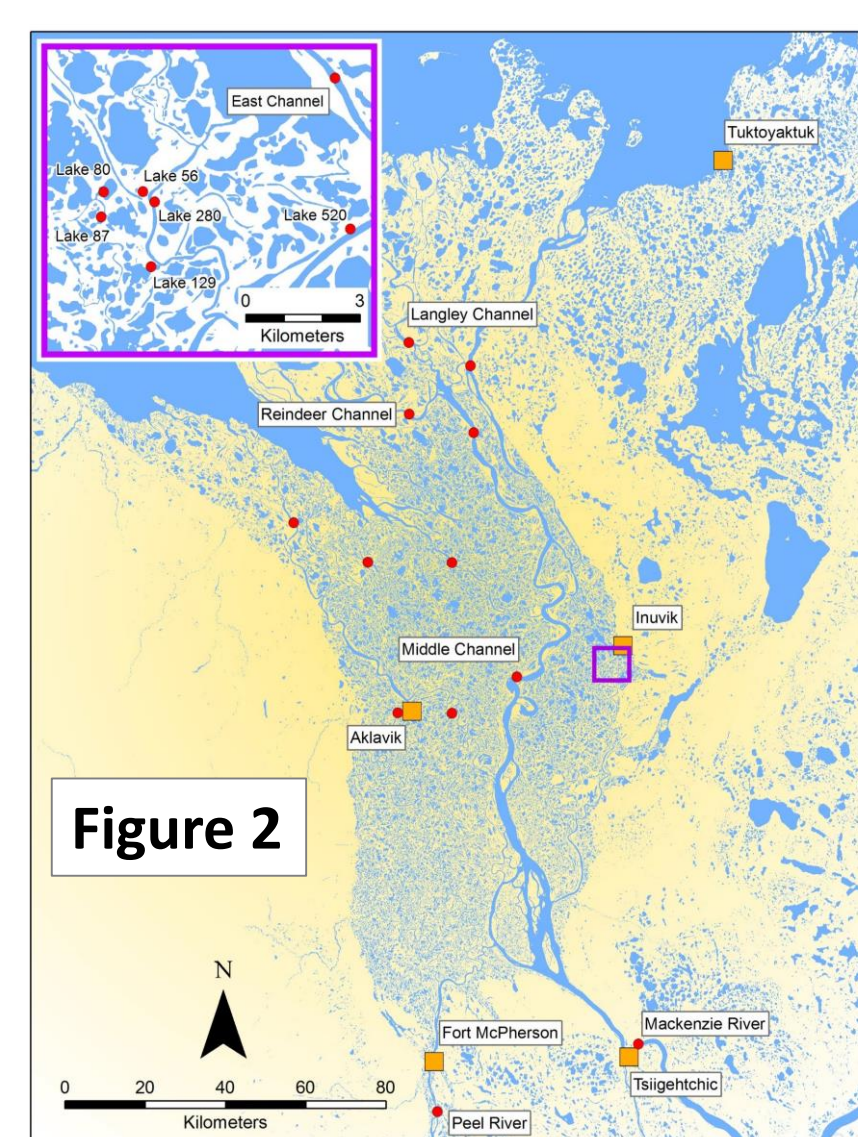 East Channel
Lake 80
Lake 56
Lake 280
Lake 87
Lake 520
Lake 129
0 3
Kilometers
Tuktoyaktuk
Langley Channel
Reindeer Channel
Inuvik
Middle Channel
Aklavik
Figure 2
N
Mackenzie River
Fort McPherson
Tsiigehtchic
0 20 40 60 80
Kilometers
Peel River